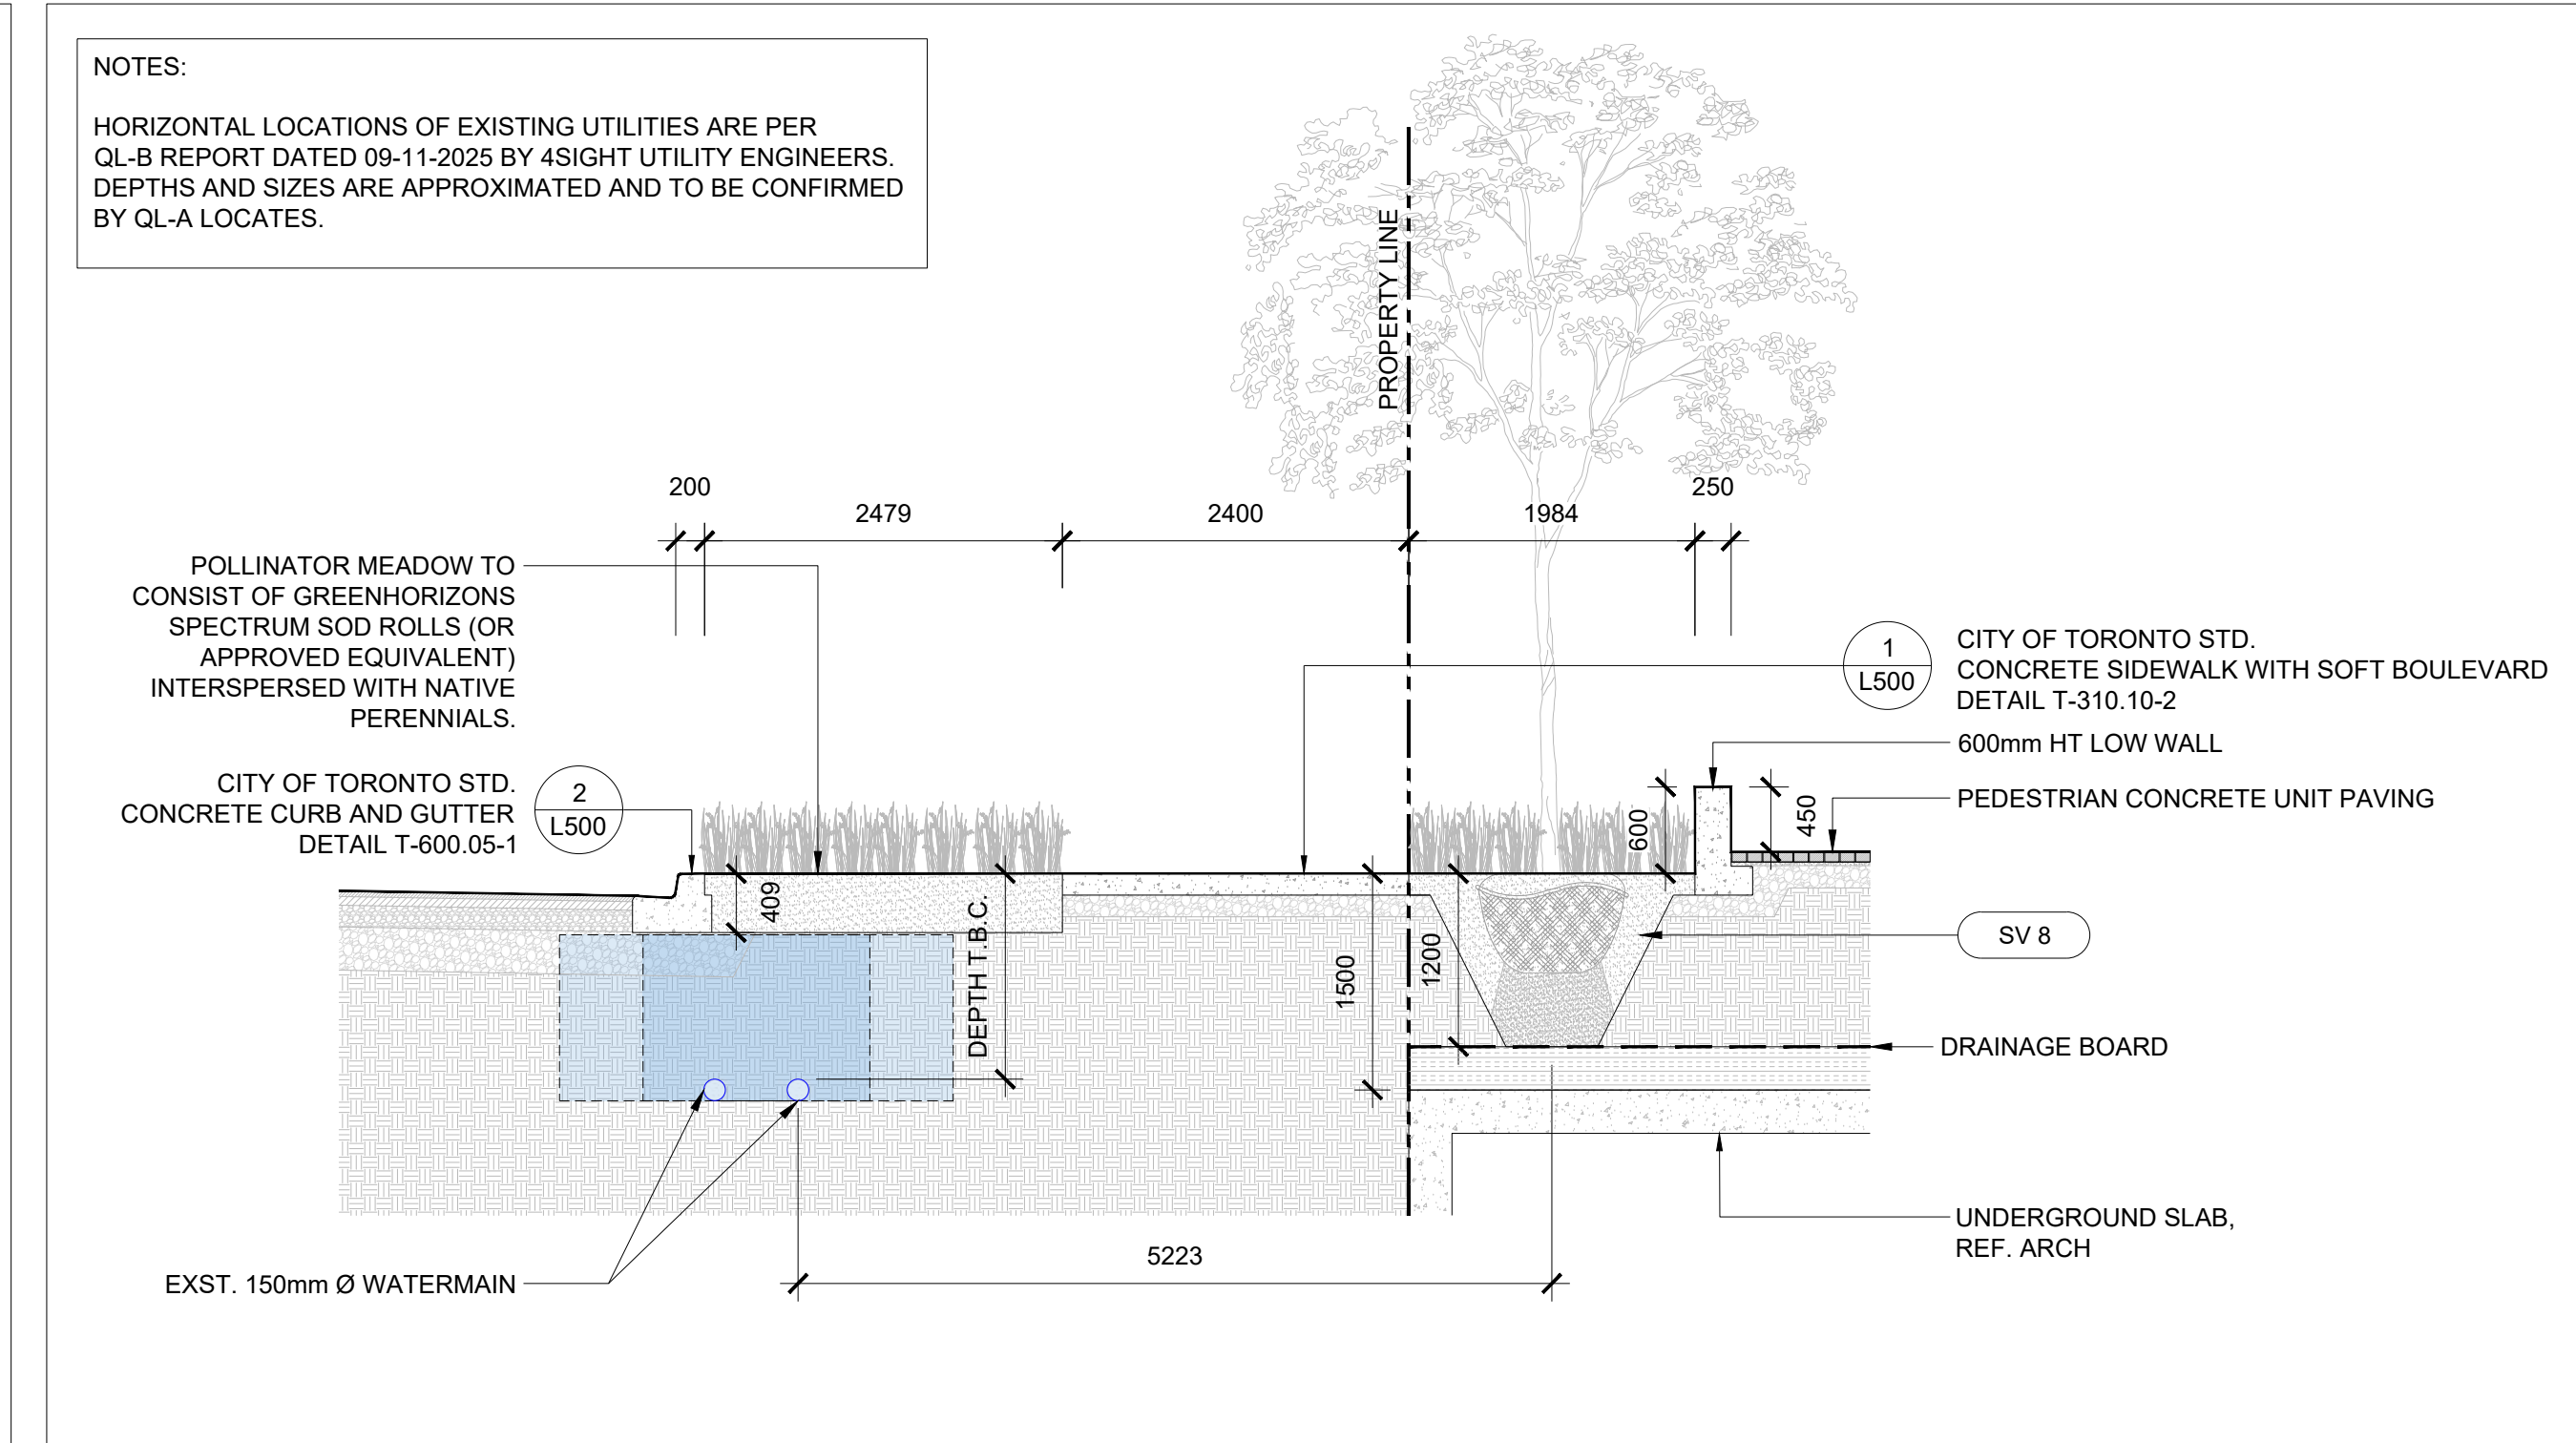 NOTES:
HORIZONTAL LOCATIONS OF EXISTING UTILITIES ARE PER
QL-B REPORT DATED 09-11-2025 BY 4SIGHT UTILITY ENGINEERS.
DEPTHS AND SIZES ARE APPROXIMATED AND TO BE CONFIRMED
BY QL-A LOCATES.
PROPERTY LINE
200
2479
2400
1984
250
POLLINATOR MEADOW TO
CONSIST OF GREENHORIZONS
SPECTRUM SOD ROLLS (OR
APPROVED EQUIVALENT)
INTERSPERSED WITH NATIVE
PERENNIALS.
1
L500
CITY OF TORONTO STD.
CONCRETE SIDEWALK WITH SOFT BOULEVARD
DETAIL T-310.10-2
600mm HT LOW WALL
CITY OF TORONTO STD.
CONCRETE CURB AND GUTTER
DETAIL T-600.05-1
2
L500
600
450
PEDESTRIAN CONCRETE UNIT PAVING
409
DEPTH T.B.C.
1500
1200
SV 8
DRAINAGE BOARD
UNDERGROUND SLAB,
REF. ARCH
5223
EXST. 150mm Ø WATERMAIN